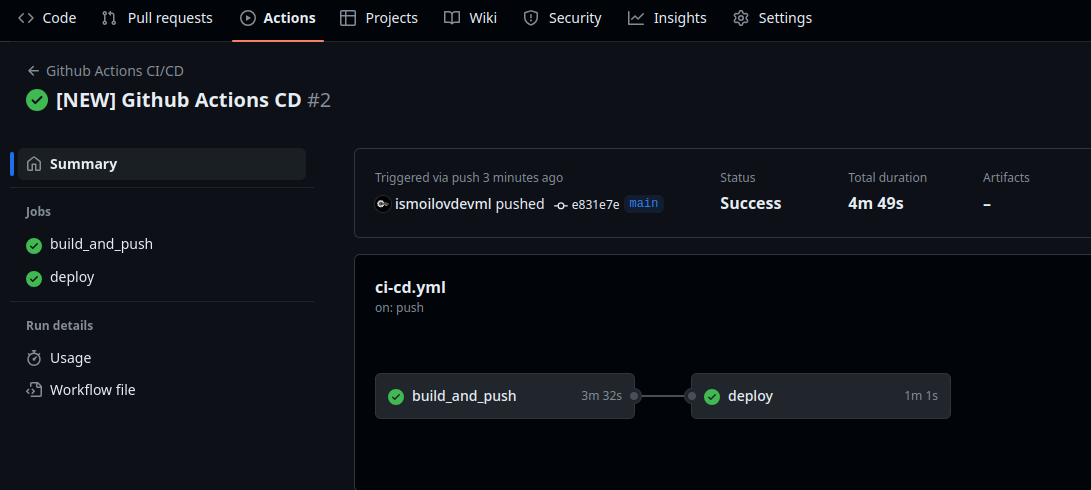 Code Pull requests Actions Projects Wiki Security Insights Settings
Github Actions CI/CD
[NEW] Github Actions CD #2
Summary
Jobs
build_and_push
deploy
Run details
Usage
Workflow file
Triggered via push 3 minutes ago
ismoilovdevml pushed e831e7e main
Status
Success
Total duration
4m 49s
Artifacts
–
ci-cd.yml
on: push
build_and_push 3m 32s
deploy 1m 1s